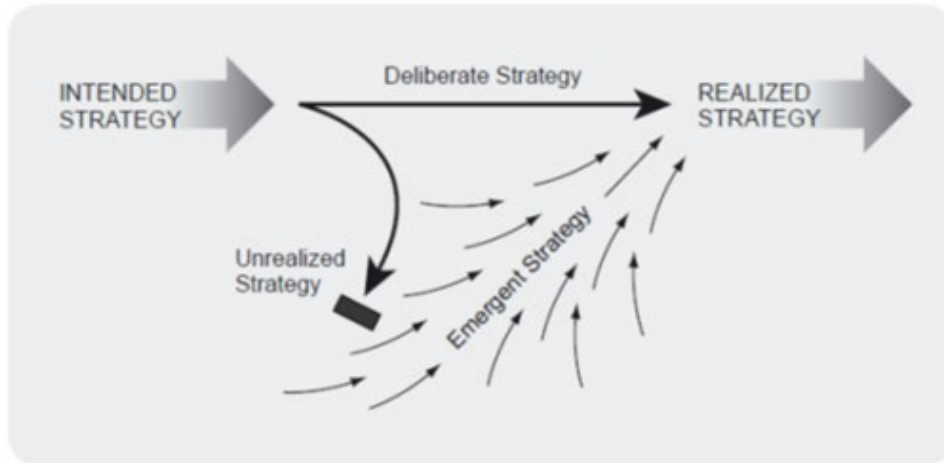 Deliberate Strategy
INTENDED
STRATEGY
REALIZED
STRATEGY
Unrealized
Strategy
Emergent Strategy